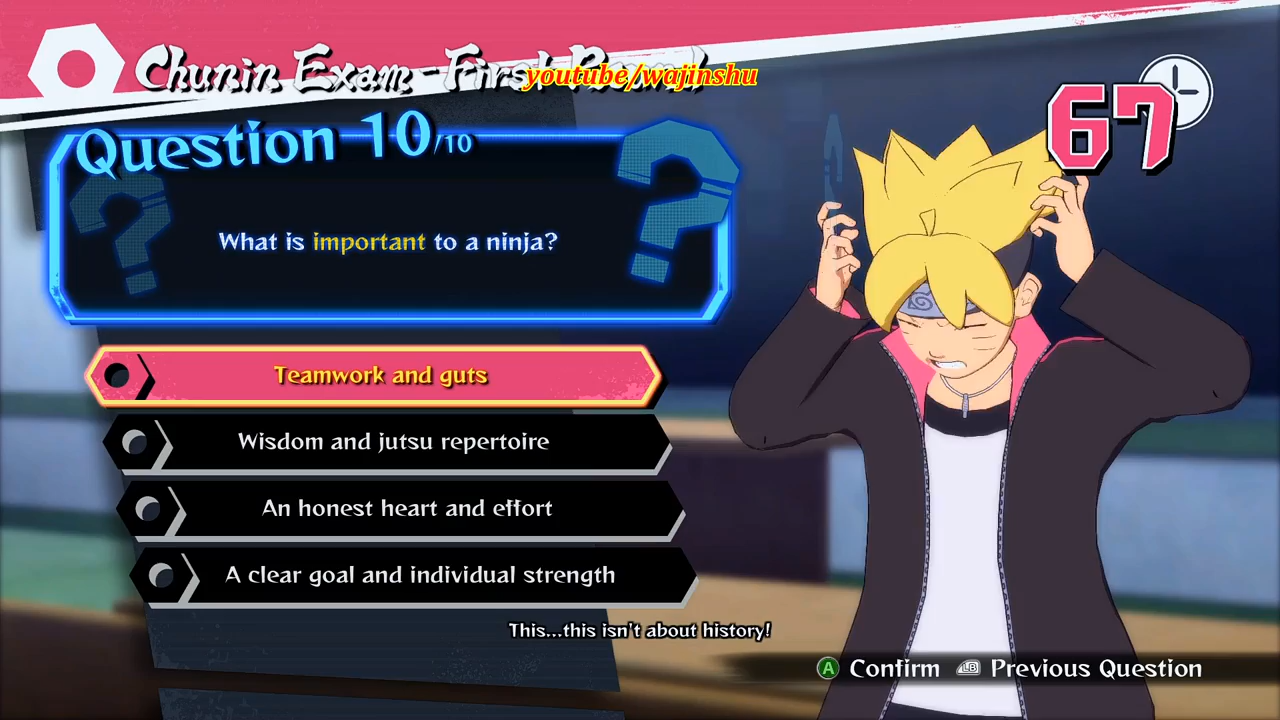 Chunin Exam - First
youtube/wajinshu
67
Question 10/10
What is important to a ninja?
Teamwork and guts
Wisdom and jutsu repertoire
An honest heart and effort
A clear goal and individual strength
This...this isn't about history!
A Confirm LB Previous Question